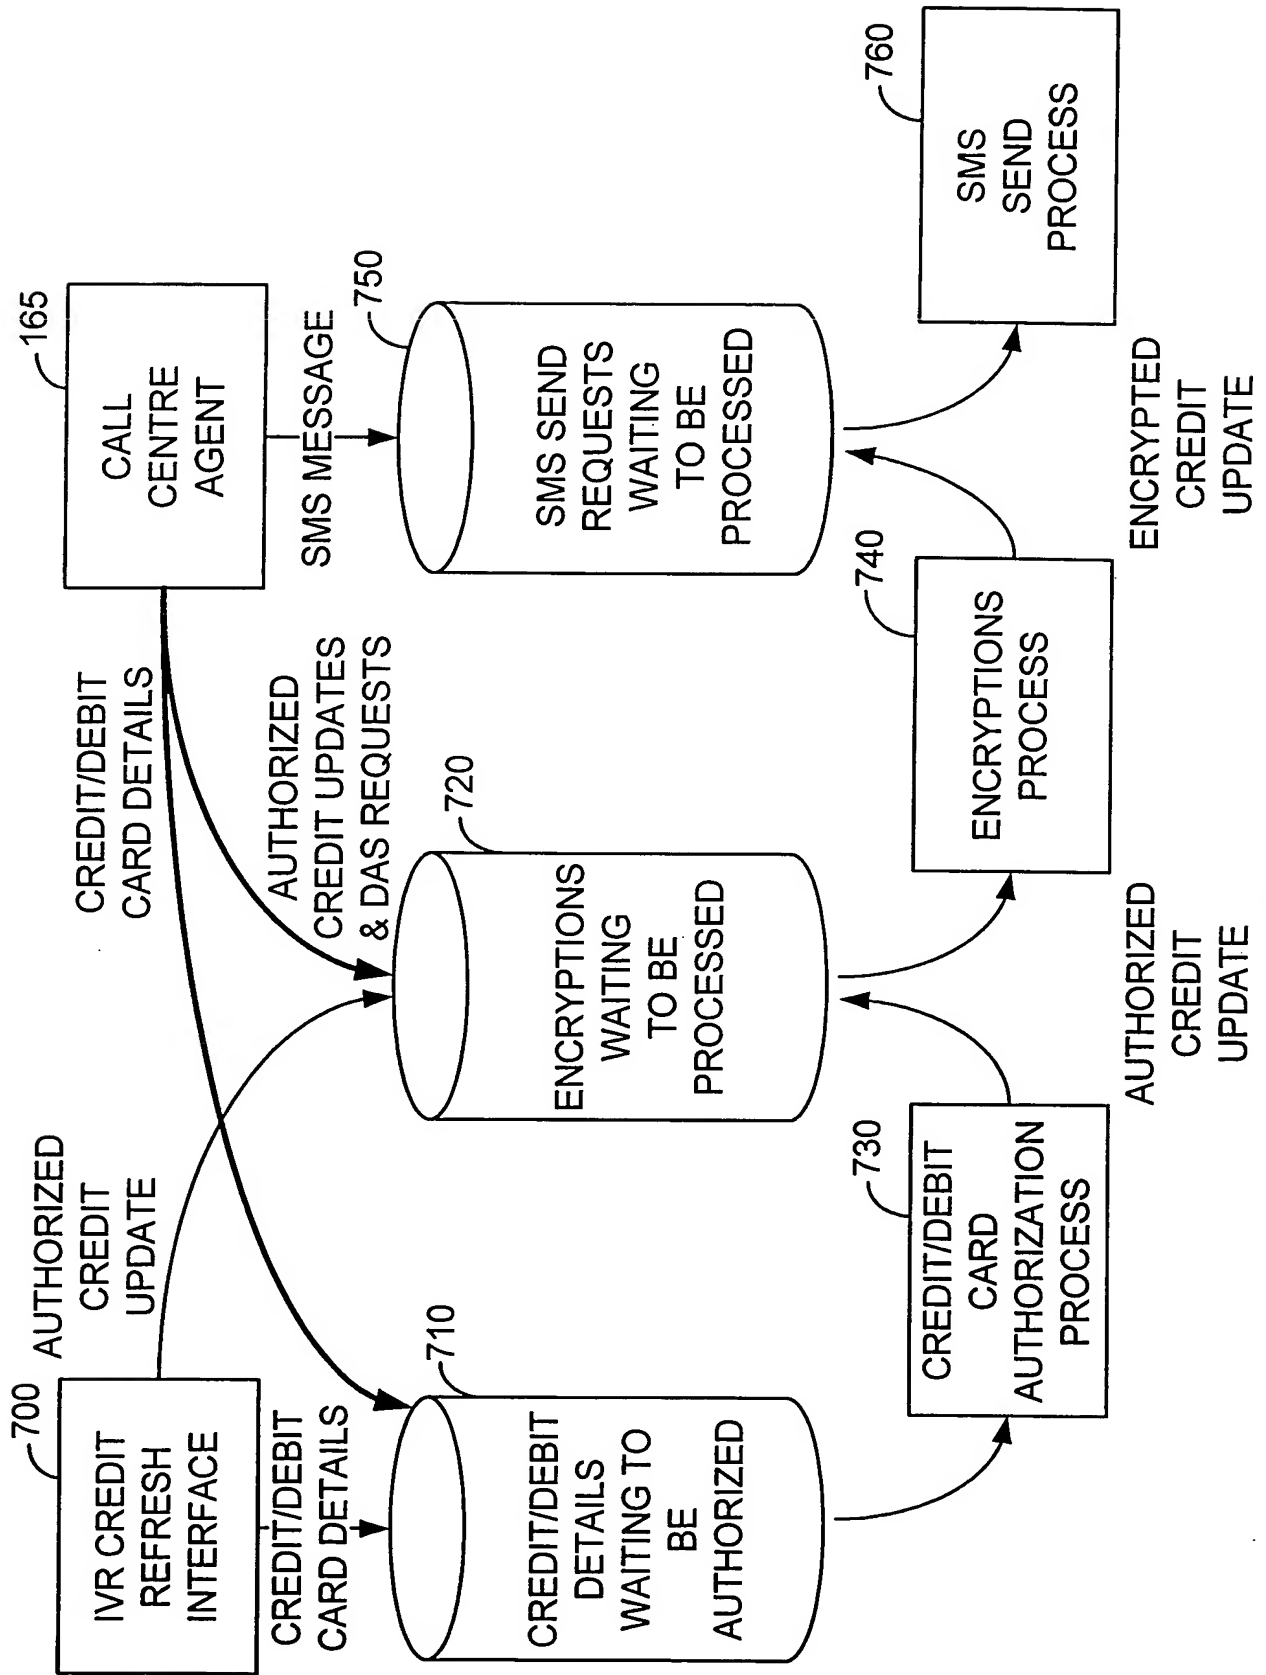 700
IVR CREDIT
REFRESH
INTERFACE
AUTHORIZED
CREDIT
UPDATE
CREDIT/DEBIT
CARD DETAILS
165
CALL
CENTRE
AGENT
CREDIT/DEBIT
CARD DETAILS
AUTHORIZED
CREDIT UPDATES
& DAS REQUESTS
SMS MESSAGE
710
CREDIT/DEBIT
DETAILS
WAITING TO
BE
AUTHORIZED
720
ENCRYPTIONS
WAITING
TO BE
PROCESSED
750
SMS SEND
REQUESTS
WAITING
TO BE
PROCESSED
730
CREDIT/DEBIT
CARD
AUTHORIZATION
PROCESS
AUTHORIZED
CREDIT
UPDATE
740
ENCRYPTIONS
PROCESS
ENCRYPTED
CREDIT
UPDATE
760
SMS
SEND
PROCESS